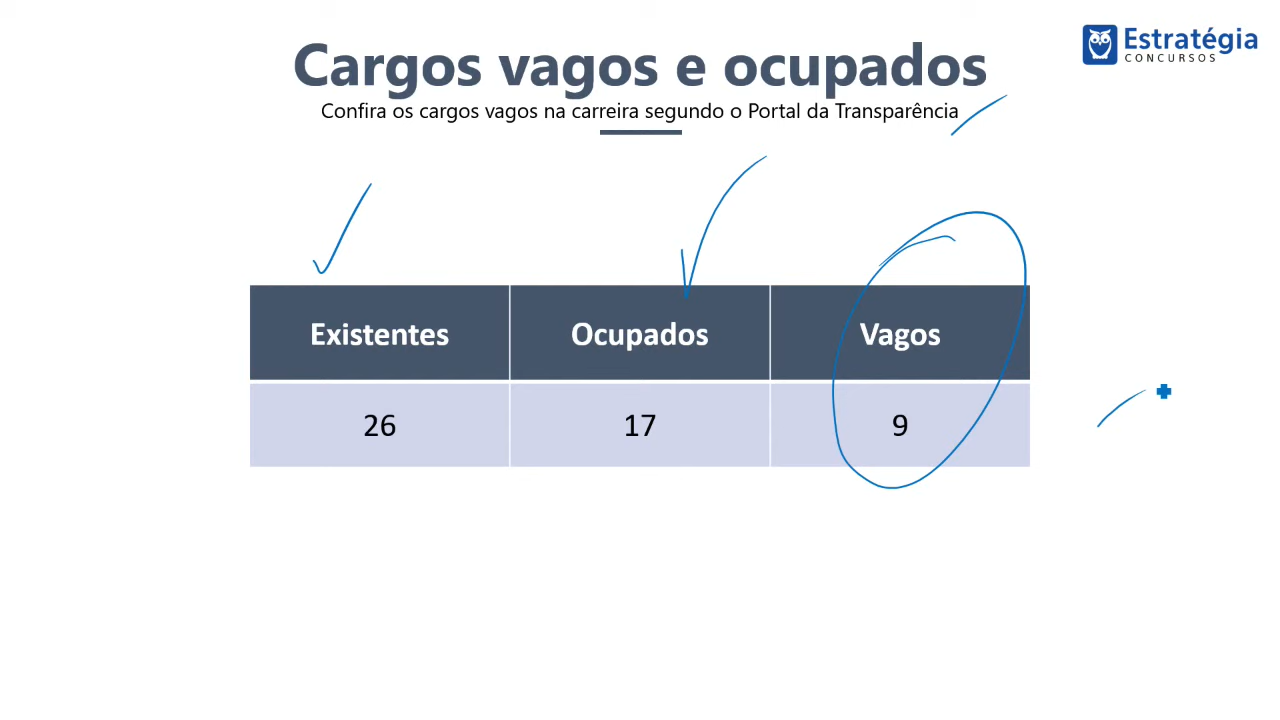 Estratégia
CONCURSOS
Cargos vagos e ocupados
Confira os cargos vagos na carreira segundo o Portal da Transparência
Existentes Ocupados Vagos
26 17 9